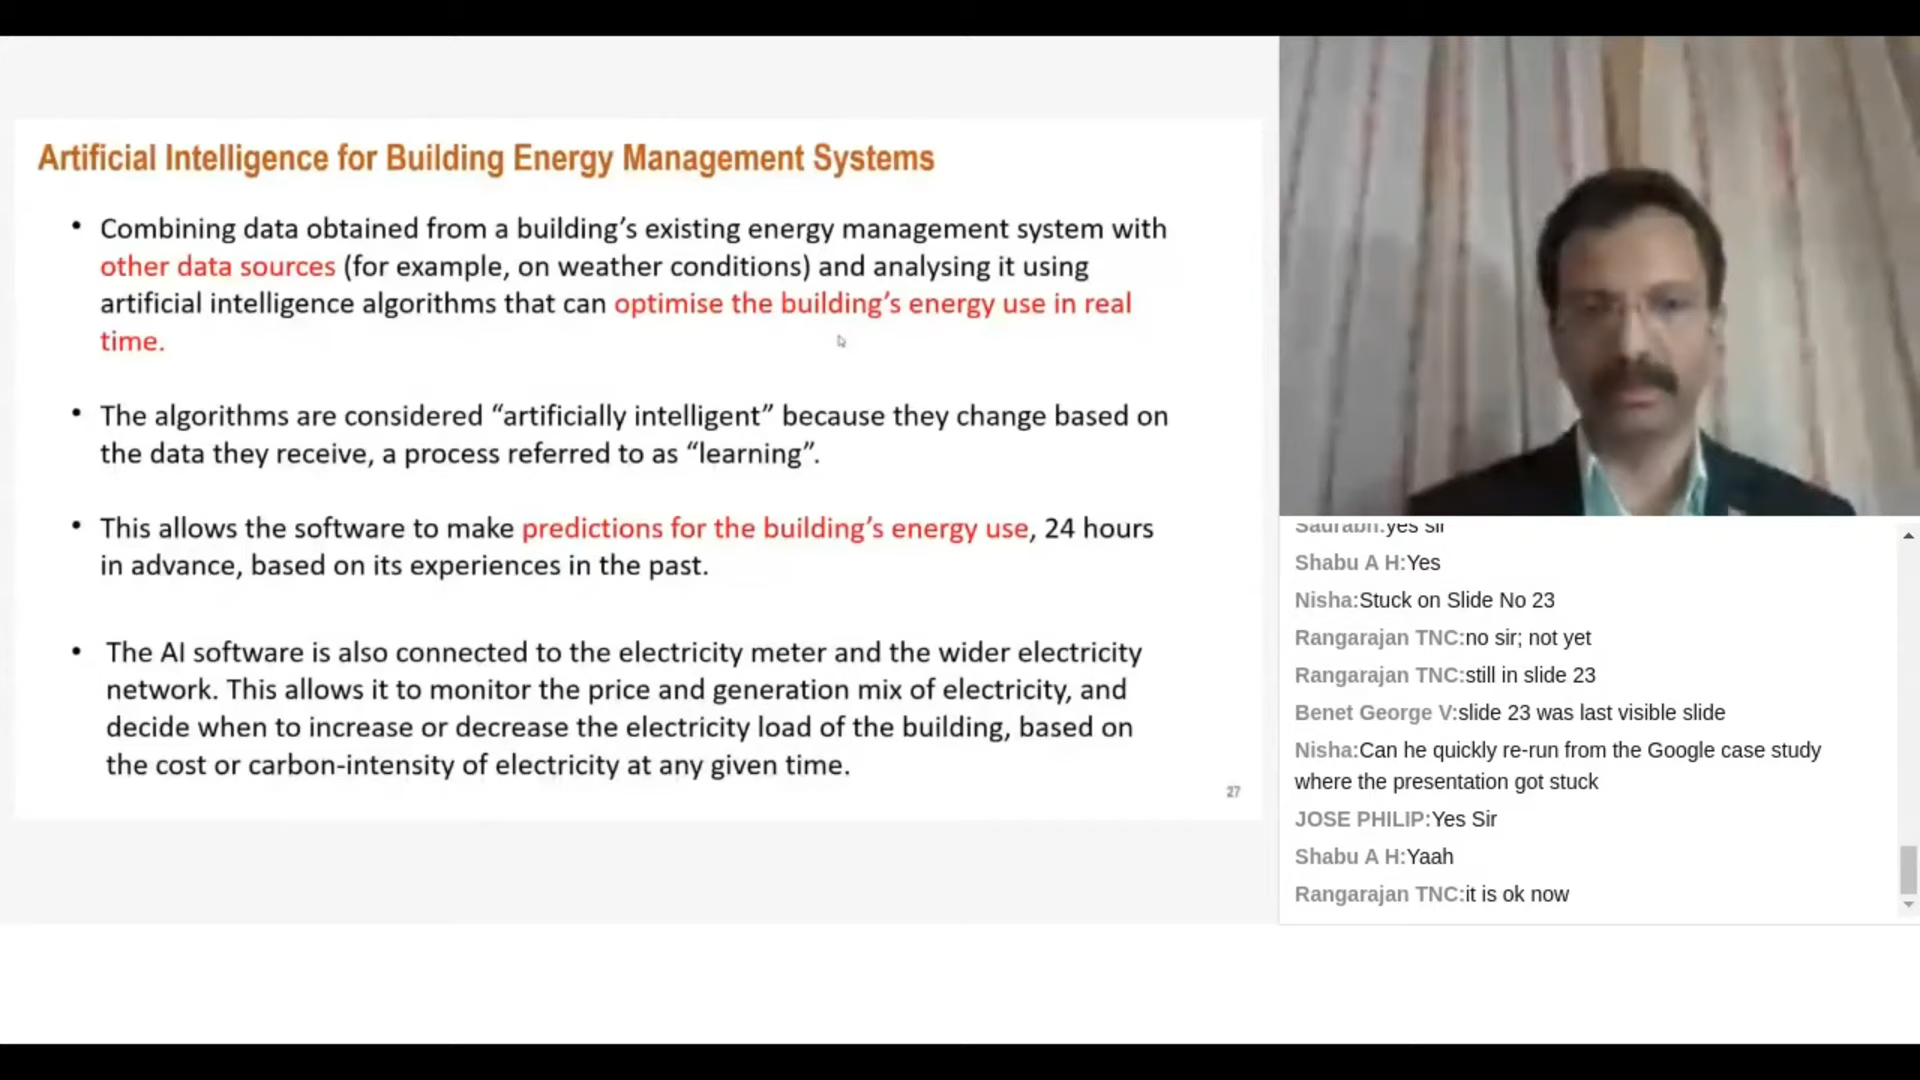 Artificial Intelligence for Building Energy Management Systems
• Combining data obtained from a building’s existing energy management system with
other data sources (for example, on weather conditions) and analysing it using
artificial intelligence algorithms that can optimise the building’s energy use in real
time.
• The algorithms are considered “artificially intelligent” because they change based on
the data they receive, a process referred to as “learning”.
• This allows the software to make predictions for the building’s energy use, 24 hours
in advance, based on its experiences in the past.
• The AI software is also connected to the electricity meter and the wider electricity
network. This allows it to monitor the price and generation mix of electricity, and
decide when to increase or decrease the electricity load of the building, based on
the cost or carbon-intensity of electricity at any given time.
27
Saurabh:yes sir
Shabu A H:Yes
Nisha:Stuck on Slide No 23
Rangarajan TNC:no sir; not yet
Rangarajan TNC:still in slide 23
Benet George V:slide 23 was last visible slide
Nisha:Can he quickly re-run from the Google case study
where the presentation got stuck
JOSE PHILIP:Yes Sir
Shabu A H:Yaah
Rangarajan TNC:it is ok now